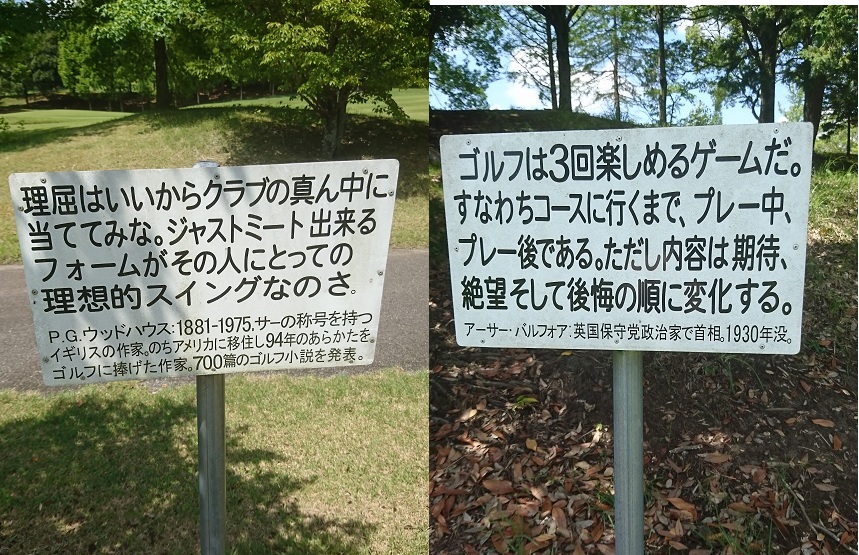 理屈はいいからクラブの真ん中に
当ててみな。ジャストミート出来る
フォームがその人にとっての
理想的スイングなのさ。
P.G.ウッドハウス:1881-1975.サーの称号を持つ
イギリスの作家。のちアメリカに移住し94年のあらかたを
ゴルフに捧げた作家。700篇のゴルフ小説を発表。
ゴルフは3回楽しめるゲームだ。
すなわちコースに行くまで、プレー中、
プレー後である。ただし内容は期待、
絶望そして後悔の順に変化する。
アーサー・バルフォア:英国保守党政治家で首相。1930年没。